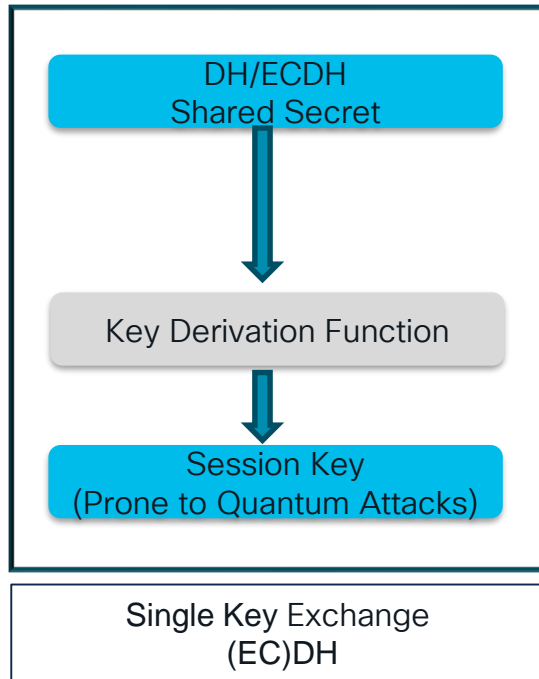 DH/ECDH
Shared Secret
Key Derivation Function
Session Key
(Prone to Quantum Attacks)
Single Key Exchange
(EC)DH